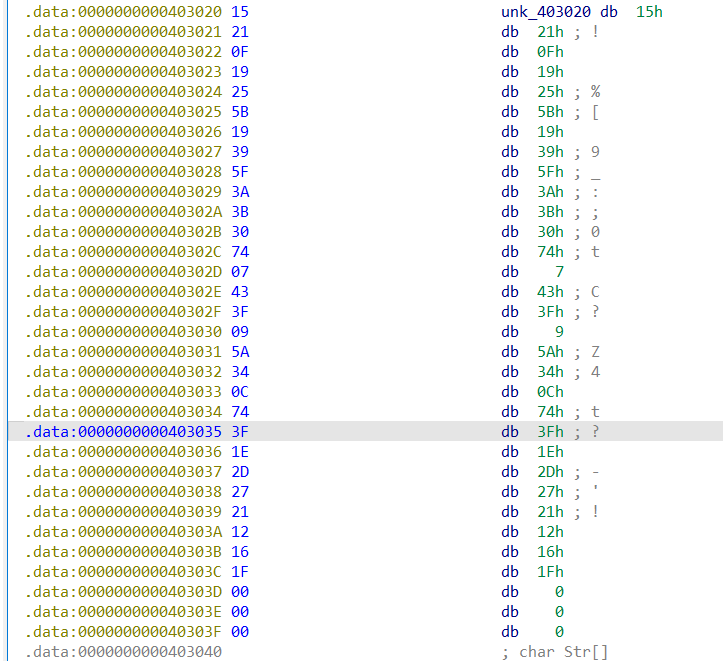 .data:0000000000403020 15 unk_403020 db 15h
.data:0000000000403021 21 db 21h ; !
.data:0000000000403022 0F db 0Fh
.data:0000000000403023 19 db 19h
.data:0000000000403024 25 db 25h ; %
.data:0000000000403025 5B db 5Bh ; [
.data:0000000000403026 19 db 19h
.data:0000000000403027 39 db 39h ; 9
.data:0000000000403028 5F db 5Fh ; _
.data:0000000000403029 3A db 3Ah ; :
.data:000000000040302A 3B db 3Bh ; ;
.data:000000000040302B 30 db 30h ; 0
.data:000000000040302C 74 db 74h ; t
.data:000000000040302D 07 db 7
.data:000000000040302E 43 db 43h ; C
.data:000000000040302F 3F db 3Fh ; ?
.data:0000000000403030 09 db 9
.data:0000000000403031 5A db 5Ah ; Z
.data:0000000000403032 34 db 34h ; 4
.data:0000000000403033 0C db 0Ch
.data:0000000000403034 74 db 74h ; t
.data:0000000000403035 3F db 3Fh ; ?
.data:0000000000403036 1E db 1Eh
.data:0000000000403037 2D db 2Dh ; -
.data:0000000000403038 27 db 27h ; '
.data:0000000000403039 21 db 21h ; !
.data:000000000040303A 12 db 12h
.data:000000000040303B 16 db 16h
.data:000000000040303C 1F db 1Fh
.data:000000000040303D 00 db 0
.data:000000000040303E 00 db 0
.data:000000000040303F 00 db 0
.data:0000000000403040 ; char Str[]